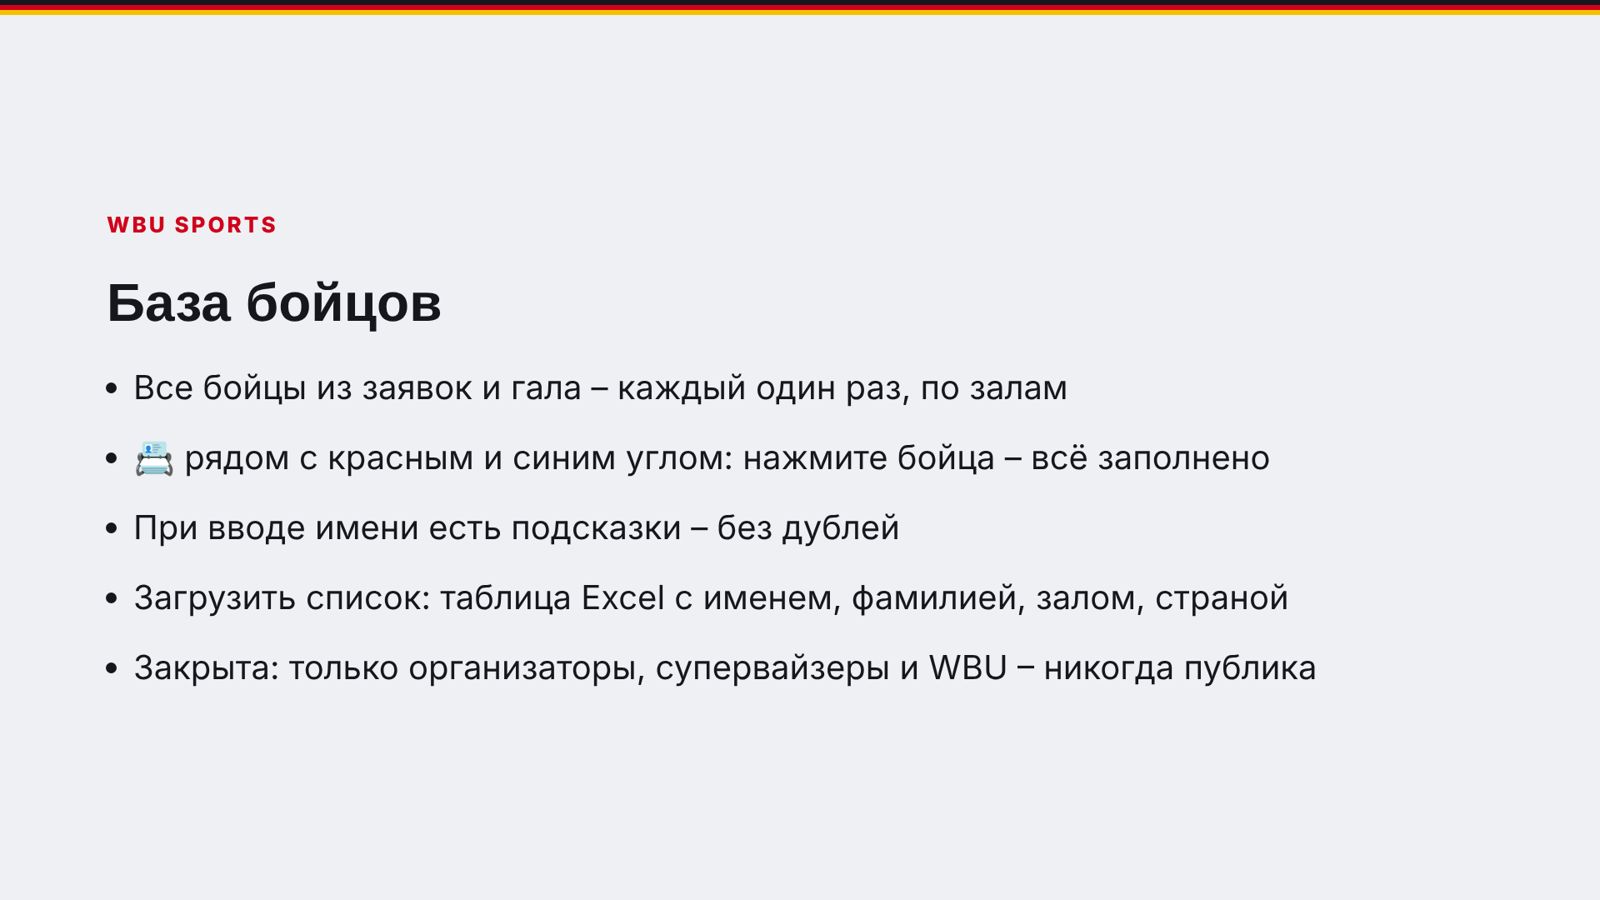 WBU SPORTS
База бойцов
• Все бойцы из заявок и гала – каждый один раз, по залам
• 📇 рядом с красным и синим углом: нажмите бойца – всё заполнено
• При вводе имени есть подсказки – без дублей
• Загрузить список: таблица Excel с именем, фамилией, залом, страной
• Закрыта: только организаторы, супервайзеры и WBU – никогда публика